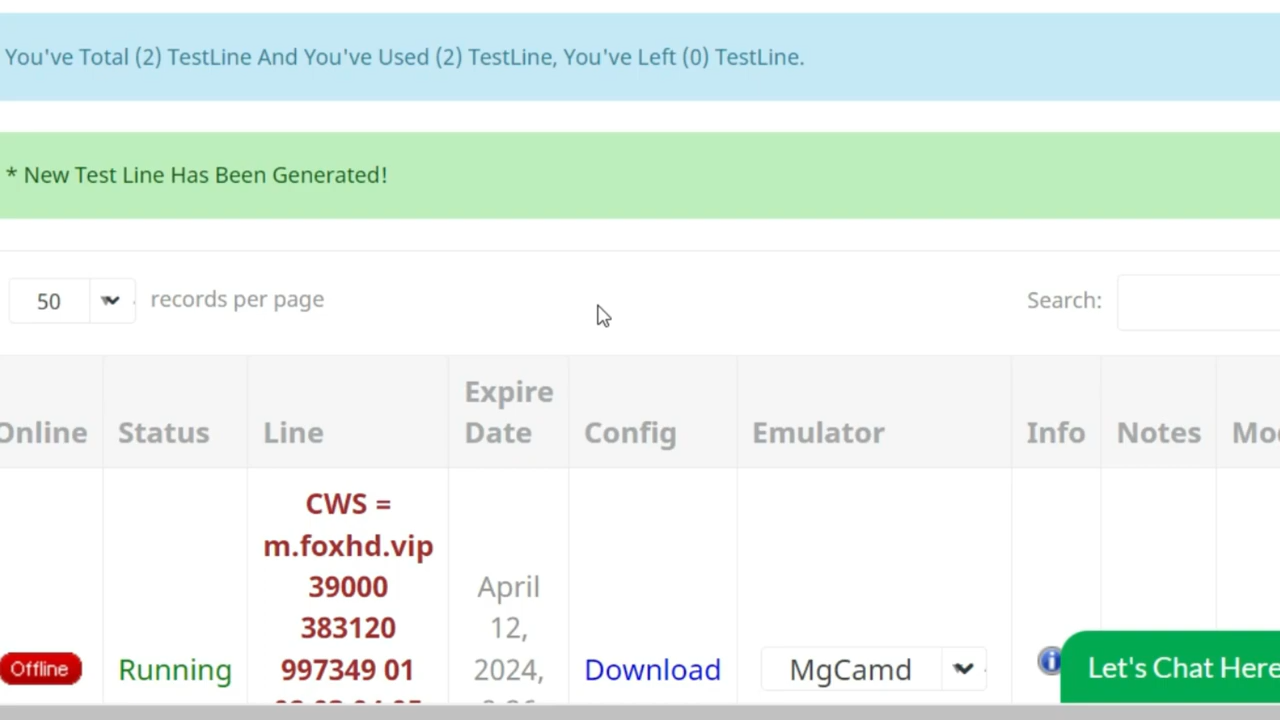 You've Total (2) TestLine And You've Used (2) TestLine, You've Left (0) TestLine.
* New Test Line Has Been Generated!
50 records per page
Search:
Online Status Line Expire Date Config Emulator Info Notes
CWS =
m.foxhd.vip
39000
383120
997349 01
April
12,
2024,
Offline Running Download MgCamd
Let's Chat Here